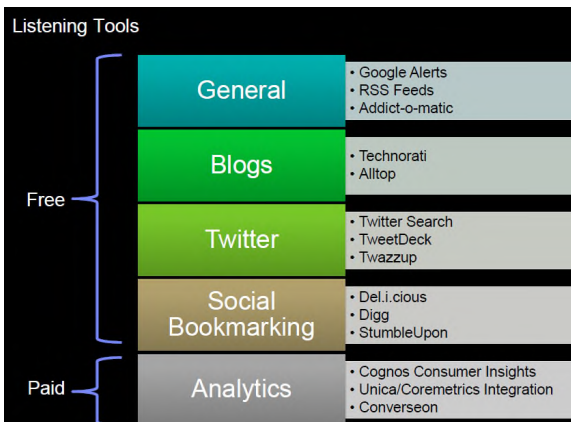 Listening Tools
Free
General
• Google Alerts
• RSS Feeds
• Addict-o-matic
Blogs
• Technorati
• Alltop
Twitter
• Twitter Search
• TweetDeck
• Twazzup
Social
Bookmarking
• Del.i.cious
• Digg
• StumbleUpon
Paid
Analytics
• Cognos Consumer Insights
• Unica/Coremetrics Integration
• Converseon